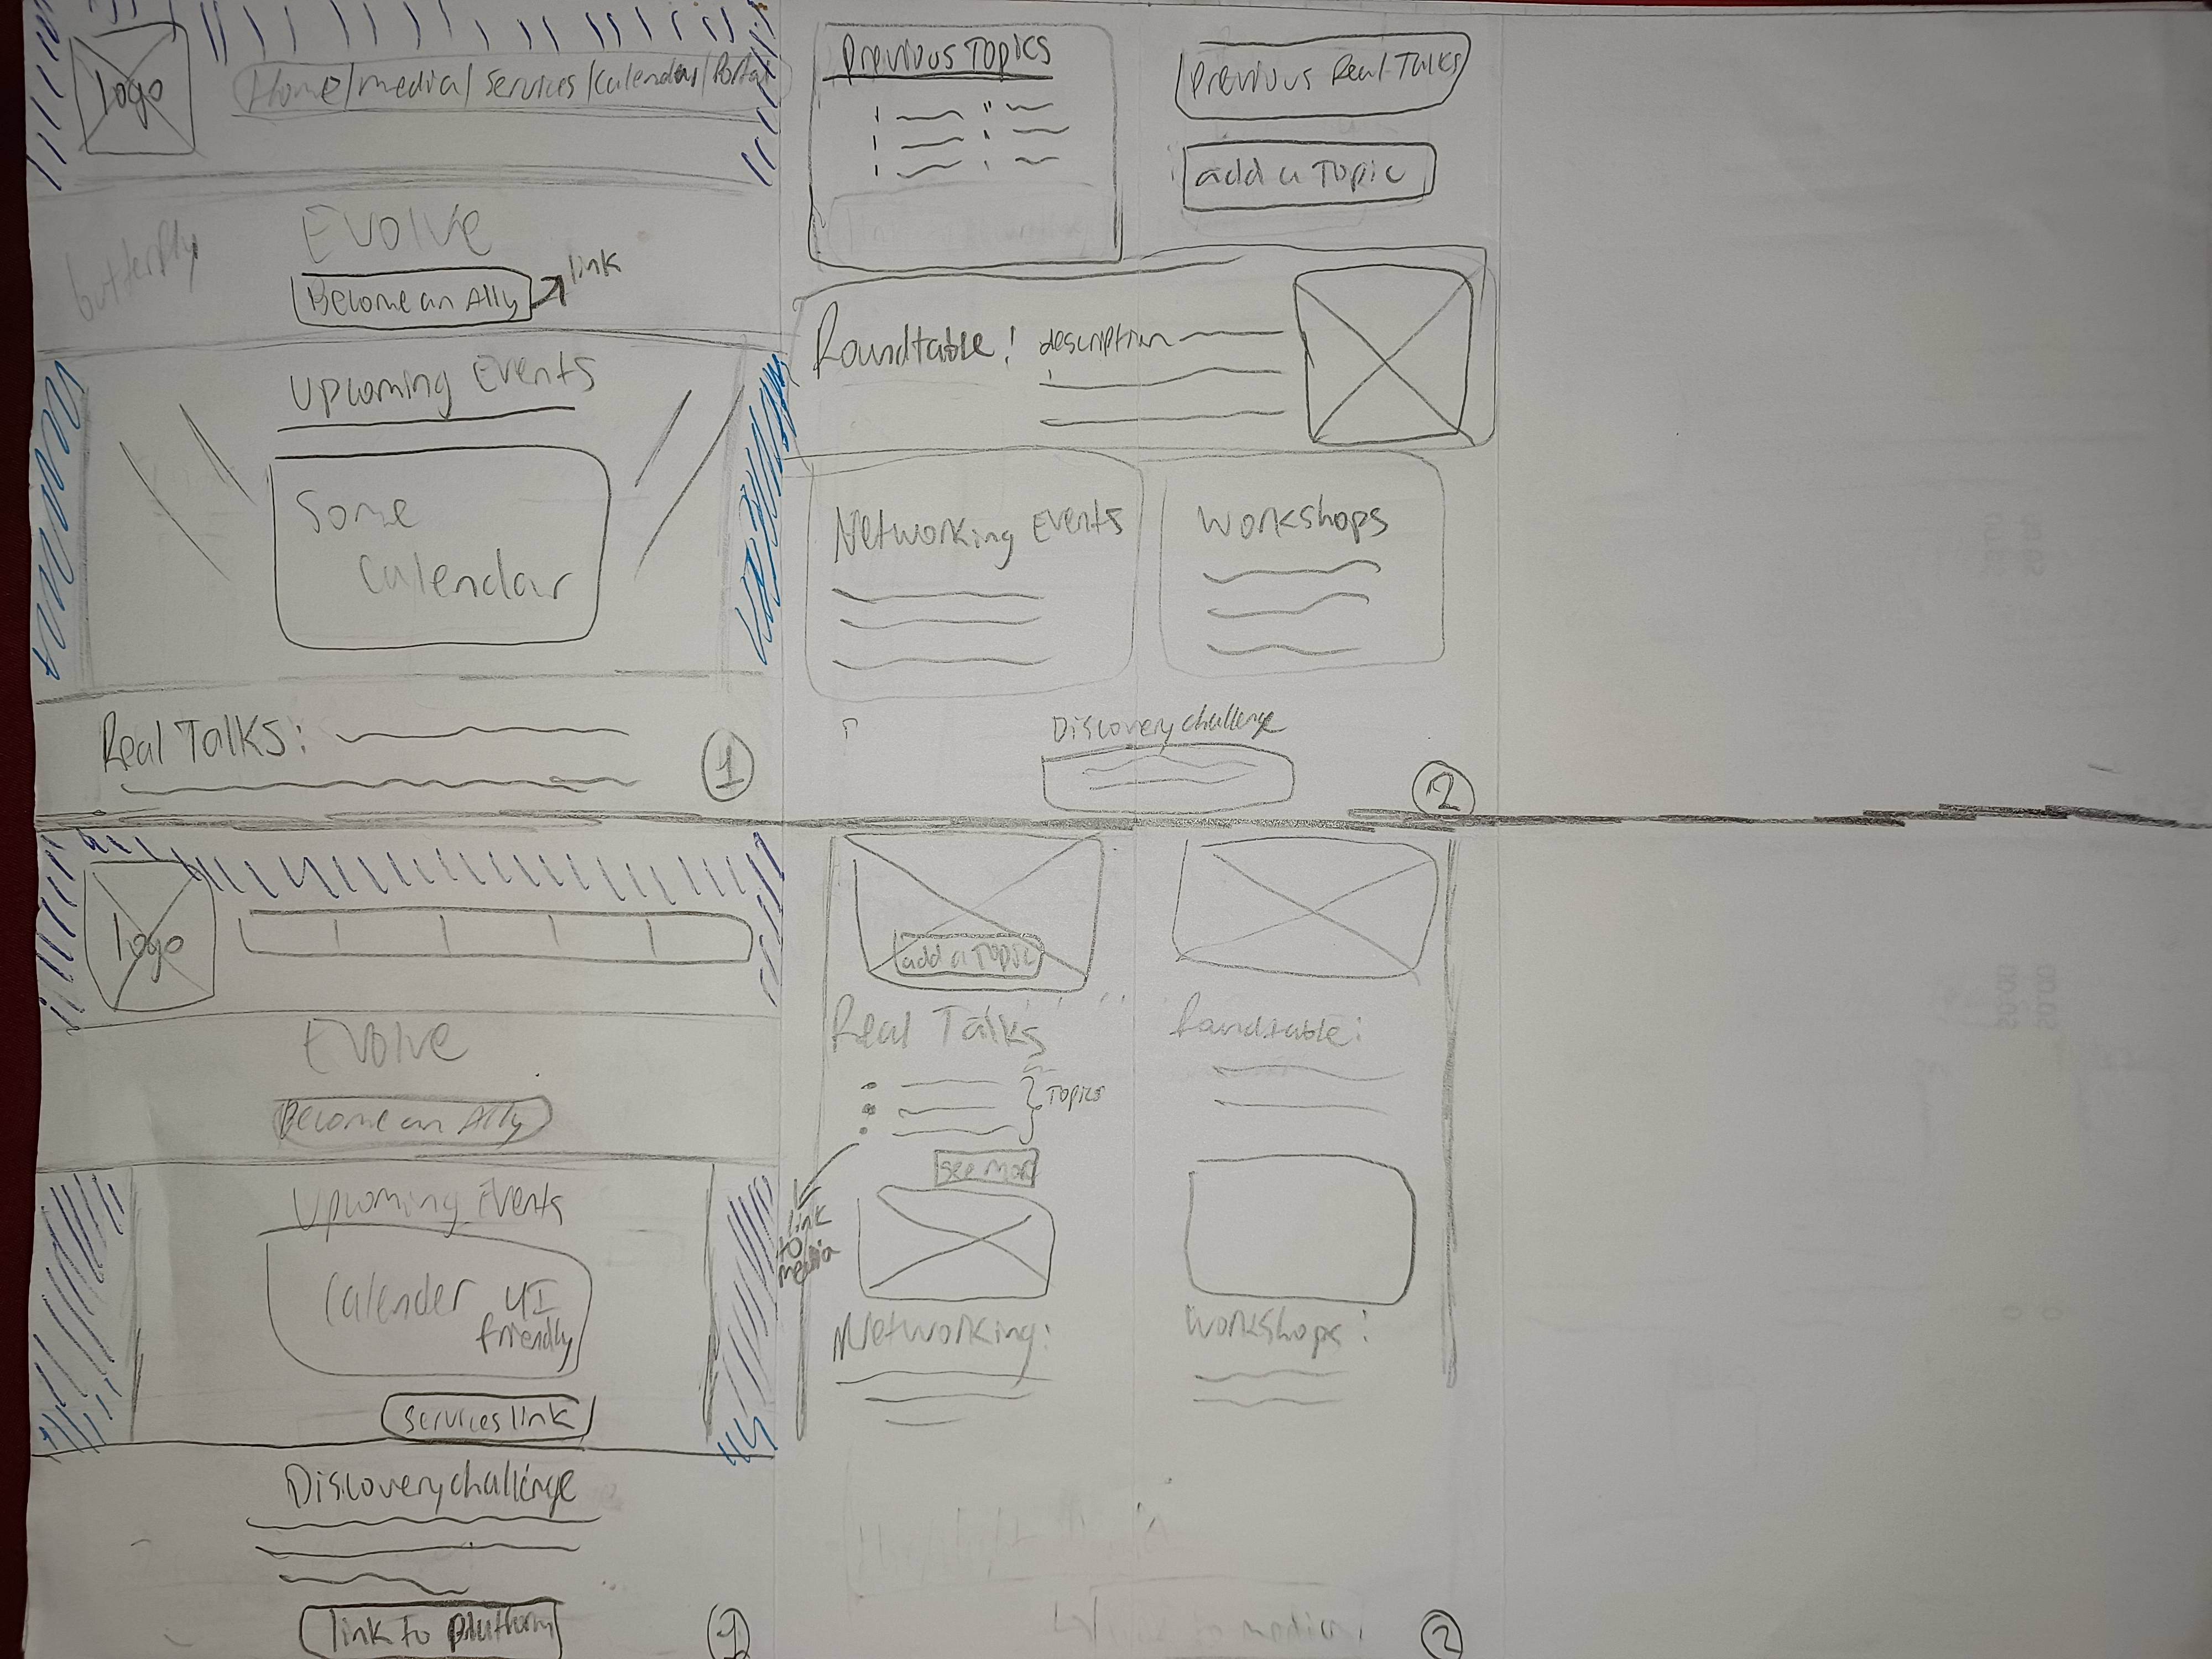 logo
Home/media/services/Calendar/Portal
butterfly
Evolve
Become an Ally
link
Upcoming Events
Some
Calendar
Real Talks:
1
Previous Topics
Previous Real Talks
add a Topic
Roundtable! description
Networking Events
Workshops
Discovery challenge
2
logo
Evolve
Become an Ally
Upcoming Events
Calender UI
friendly
services link
Discovery challenge
link to platform
1
add a Topic
Real Talks
Topics
see more
link
to
media
Roundtable:
Networking:
Workshops:
2